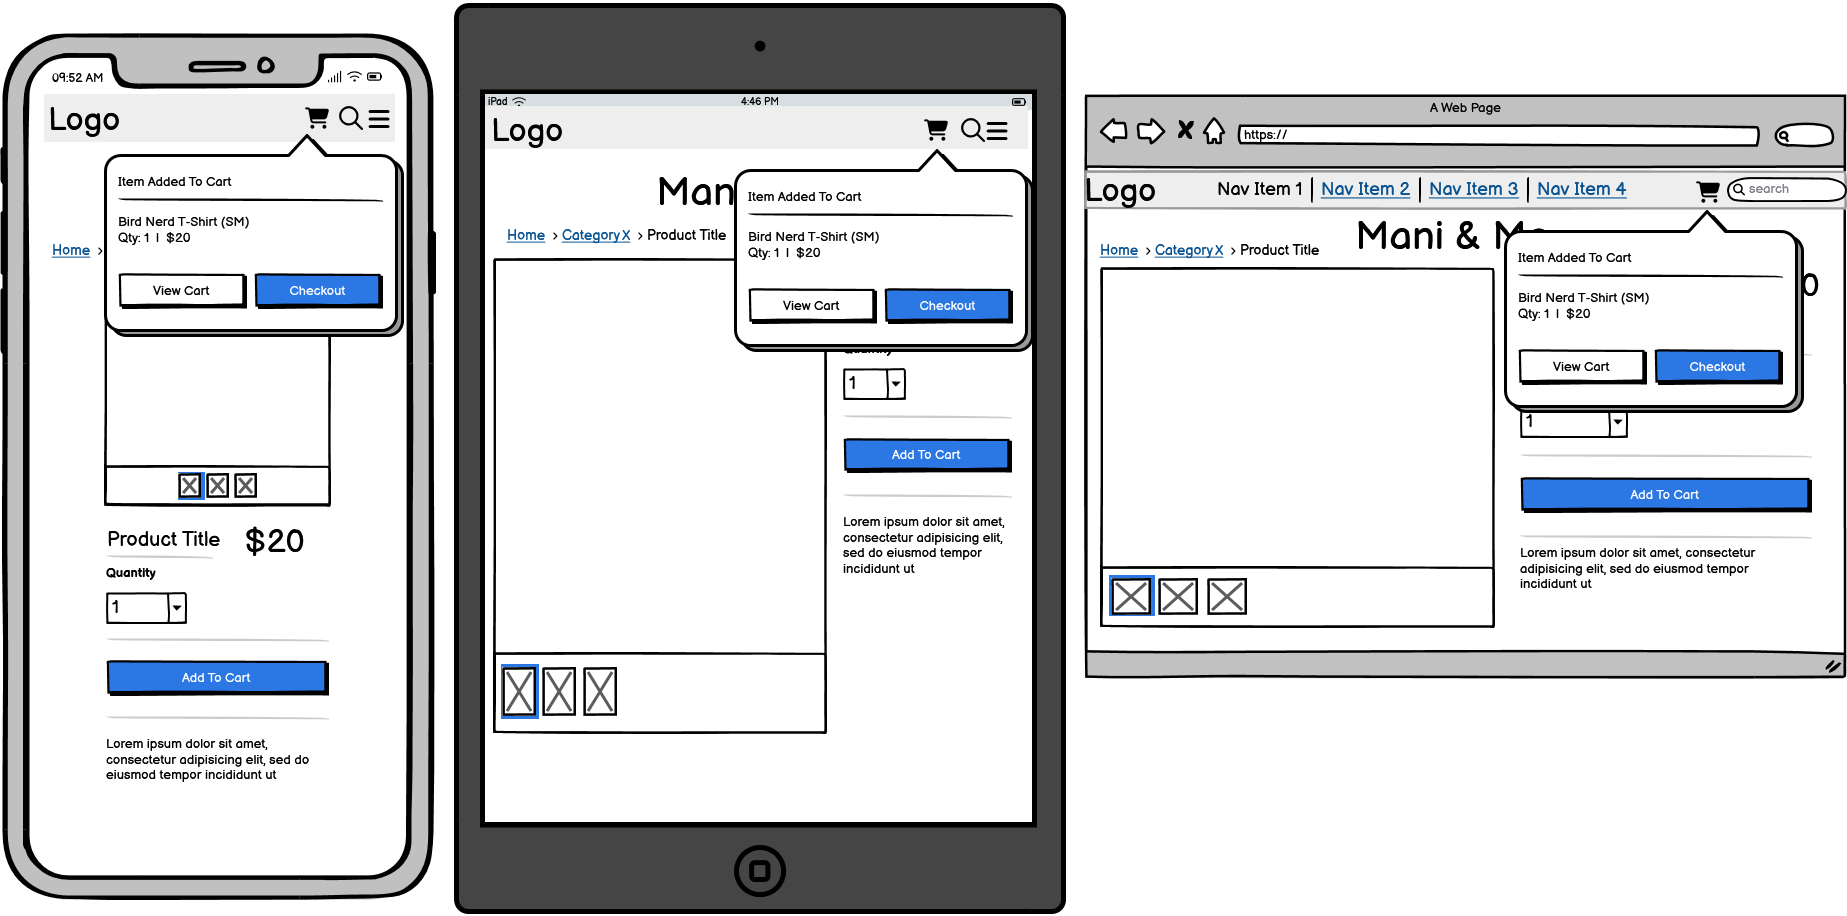 09:52 AM
Logo
Item Added To Cart
Bird Nerd T-Shirt (SM)
Qty: 1 | $20
Home >
View Cart
Checkout
Product Title
$20
Quantity
1
Add To Cart
Lorem ipsum dolor sit amet,
consectetur adipisicing elit, sed do
eiusmod tempor incididunt ut
iPad
4:46 PM
Logo
Mani
Item Added To Cart
Home > Category X > Product Title
Bird Nerd T-Shirt (SM)
Qty: 1 | $20
View Cart
Checkout
Quantity
1
Add To Cart
Lorem ipsum dolor sit amet,
consectetur adipisicing elit,
sed do eiusmod tempor
incididunt ut
A Web Page
https://
Logo
Nav Item 1 | Nav Item 2 | Nav Item 3 | Nav Item 4
search
Mani & Me
Home > Category X > Product Title
Item Added To Cart
0
Bird Nerd T-Shirt (SM)
Qty: 1 | $20
View Cart
Checkout
1
Add To Cart
Lorem ipsum dolor sit amet, consectetur
adipisicing elit, sed do eiusmod tempor
incididunt ut